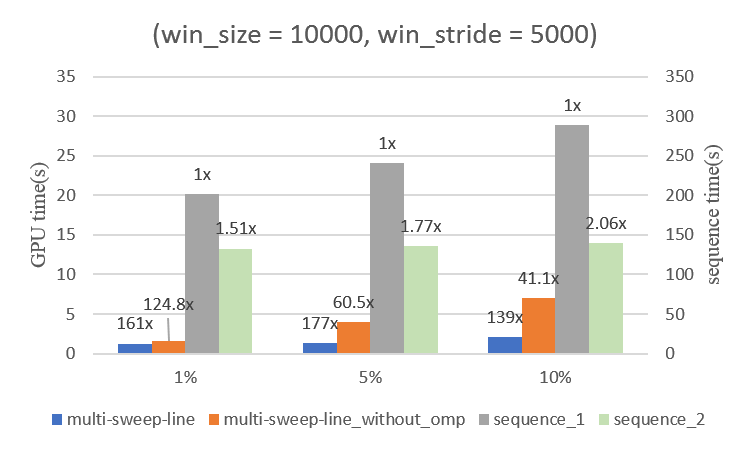 (win_size = 10000, win_stride = 5000)
35
30
25
20
15
10
5
0
GPU time(s)
350
300
250
200
150
100
50
0
sequence time(s)
161x
124.8x
1x
1.51x
177x
60.5x
1x
1.77x
139x
41.1x
1x
2.06x
1%
5%
10%
multi-sweep-line
multi-sweep-line_without_omp
sequence_1
sequence_2